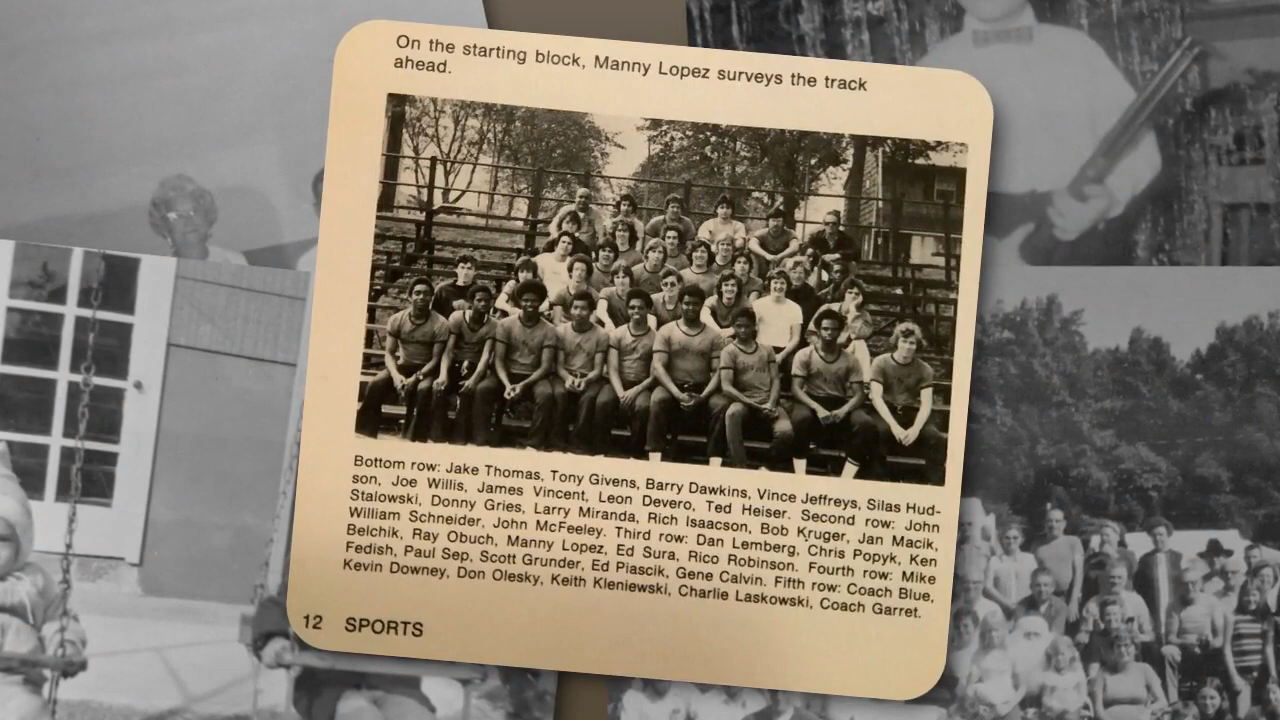 On the starting block, Manny Lopez surveys the track
ahead.
Bottom row: Jake Thomas, Tony Givens, Barry Dawkins, Vince Jeffreys, Silas Hud-
son, Joe Willis, James Vincent, Leon Devero, Ted Heiser. Second row: John
Stalowski, Donny Gries, Larry Miranda, Rich Isaacson, Bob Kruger, Jan Macik,
William Schneider, John McFeeley. Third row: Dan Lemberg, Chris Popyk, Ken
Belchik, Ray Obuch, Manny Lopez, Ed Sura, Rico Robinson. Fourth row: Mike
Fedish, Paul Sep, Scott Grunder, Ed Piascik, Gene Calvin. Fifth row: Coach Blue,
Kevin Downey, Don Olesky, Keith Kleniewski, Charlie Laskowski, Coach Garret.
12 SPORTS